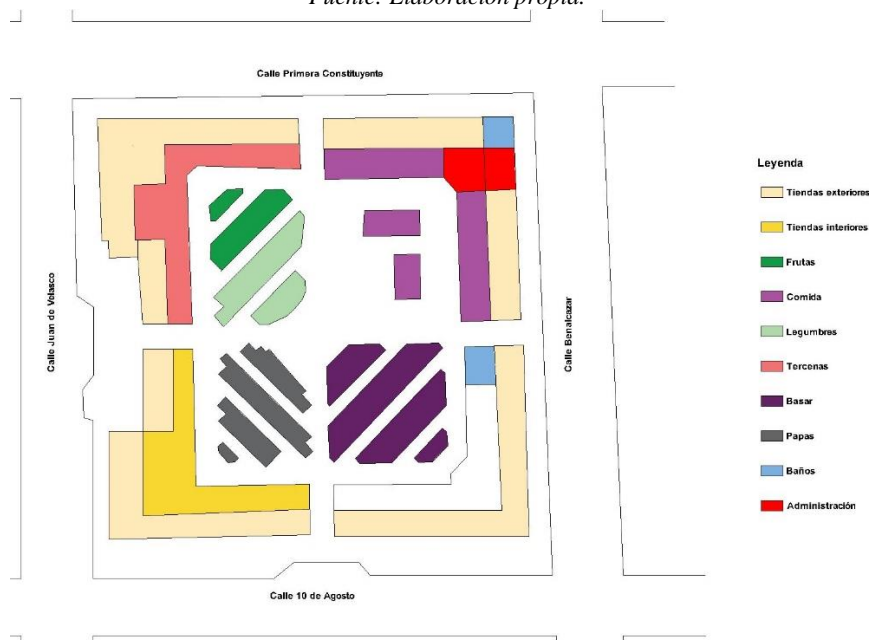 Fuente: Elaboración propia.
Calle Primera Constituyente
Leyenda
Tiendas exteriores
Tiendas interiores
Frutas
Comida
Legumbres
Tercenas
Basar
Papas
Baños
Administración
Calle Juan de Velasco
Calle Benalcazar
Calle 10 de Agosto